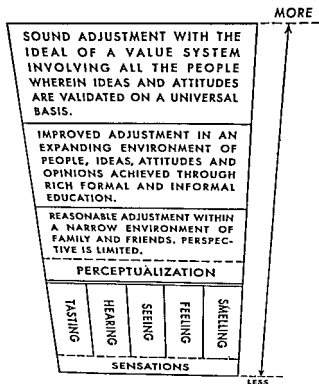 MORE
SOUND ADJUSTMENT WITH THE
IDEAL OF A VALUE SYSTEM
INVOLVING ALL THE PEOPLE
WHEREIN IDEAS AND ATTITUDES
ARE VALIDATED ON A UNIVERSAL
BASIS.
IMPROVED ADJUSTMENT IN AN
EXPANDING ENVIRONMENT OF
PEOPLE, IDEAS, ATTITUDES AND
OPINIONS ACHIEVED THROUGH
RICH FORMAL AND INFORMAL
EDUCATION.
REASONABLE ADJUSTMENT WITHIN
A NARROW ENVIRONMENT OF
FAMILY AND FRIENDS. PERSPEC-
TIVE IS LIMITED.
PERCEPTUALIZATION
TASTING
HEARING
SEEING
FEELING
SMELLING
SENSATIONS
LESS